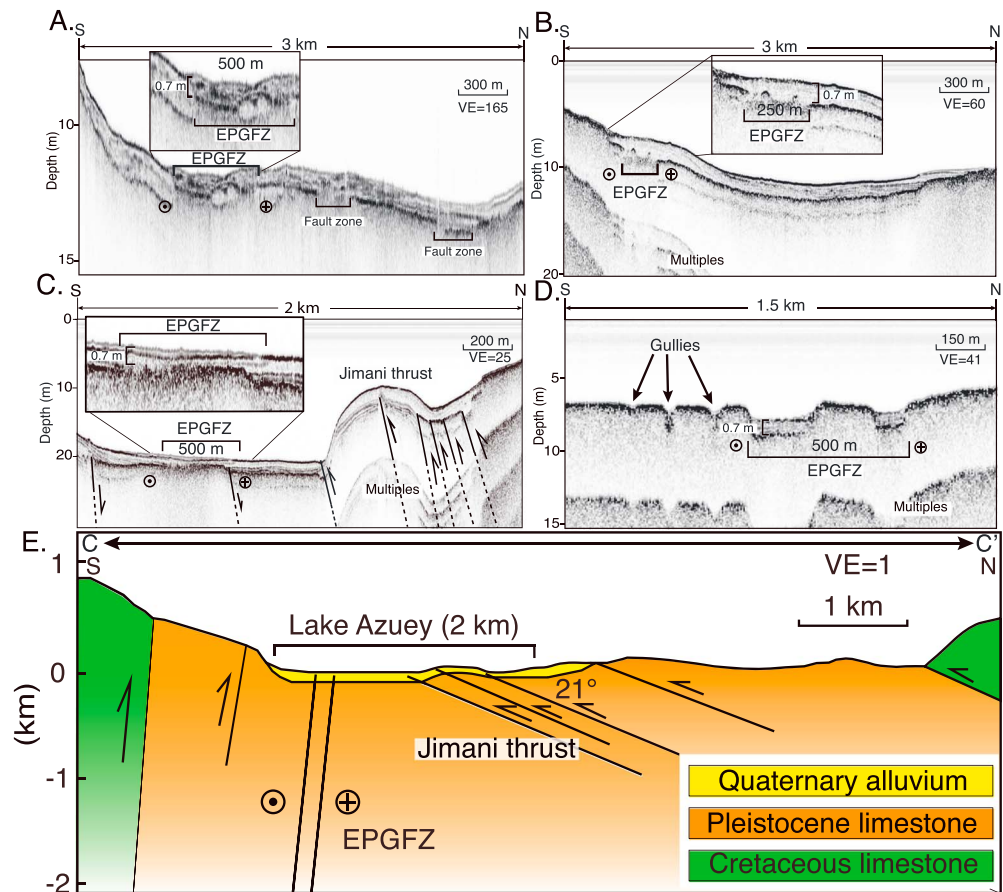 A.
S
N
3 km
500 m
0.7 m
EPGFZ
300 m
VE=165
EPGFZ
Fault zone
Fault zone
Depth (m)
10
15
B.
S
N
3 km
0
300 m
VE=60
0.7 m
250 m
EPGFZ
Depth (m)
10
EPGFZ
Multiples
20
C.
S
N
2 km
0
EPGFZ
0.7 m
200 m
VE=25
Jimani thrust
Depth (m)
10
EPGFZ
500 m
20
Multiples
D.
S
N
1.5 km
150 m
VE=41
Gullies
5
0.7 m
Depth (m)
500 m
10
EPGFZ
Multiples
15
E.
C
C'
S
N
1
VE=1
1 km
Lake Azuey (2 km)
0
21°
(km)
Jimani thrust
-1
EPGFZ
-2
Quaternary alluvium
Pleistocene limestone
Cretaceous limestone